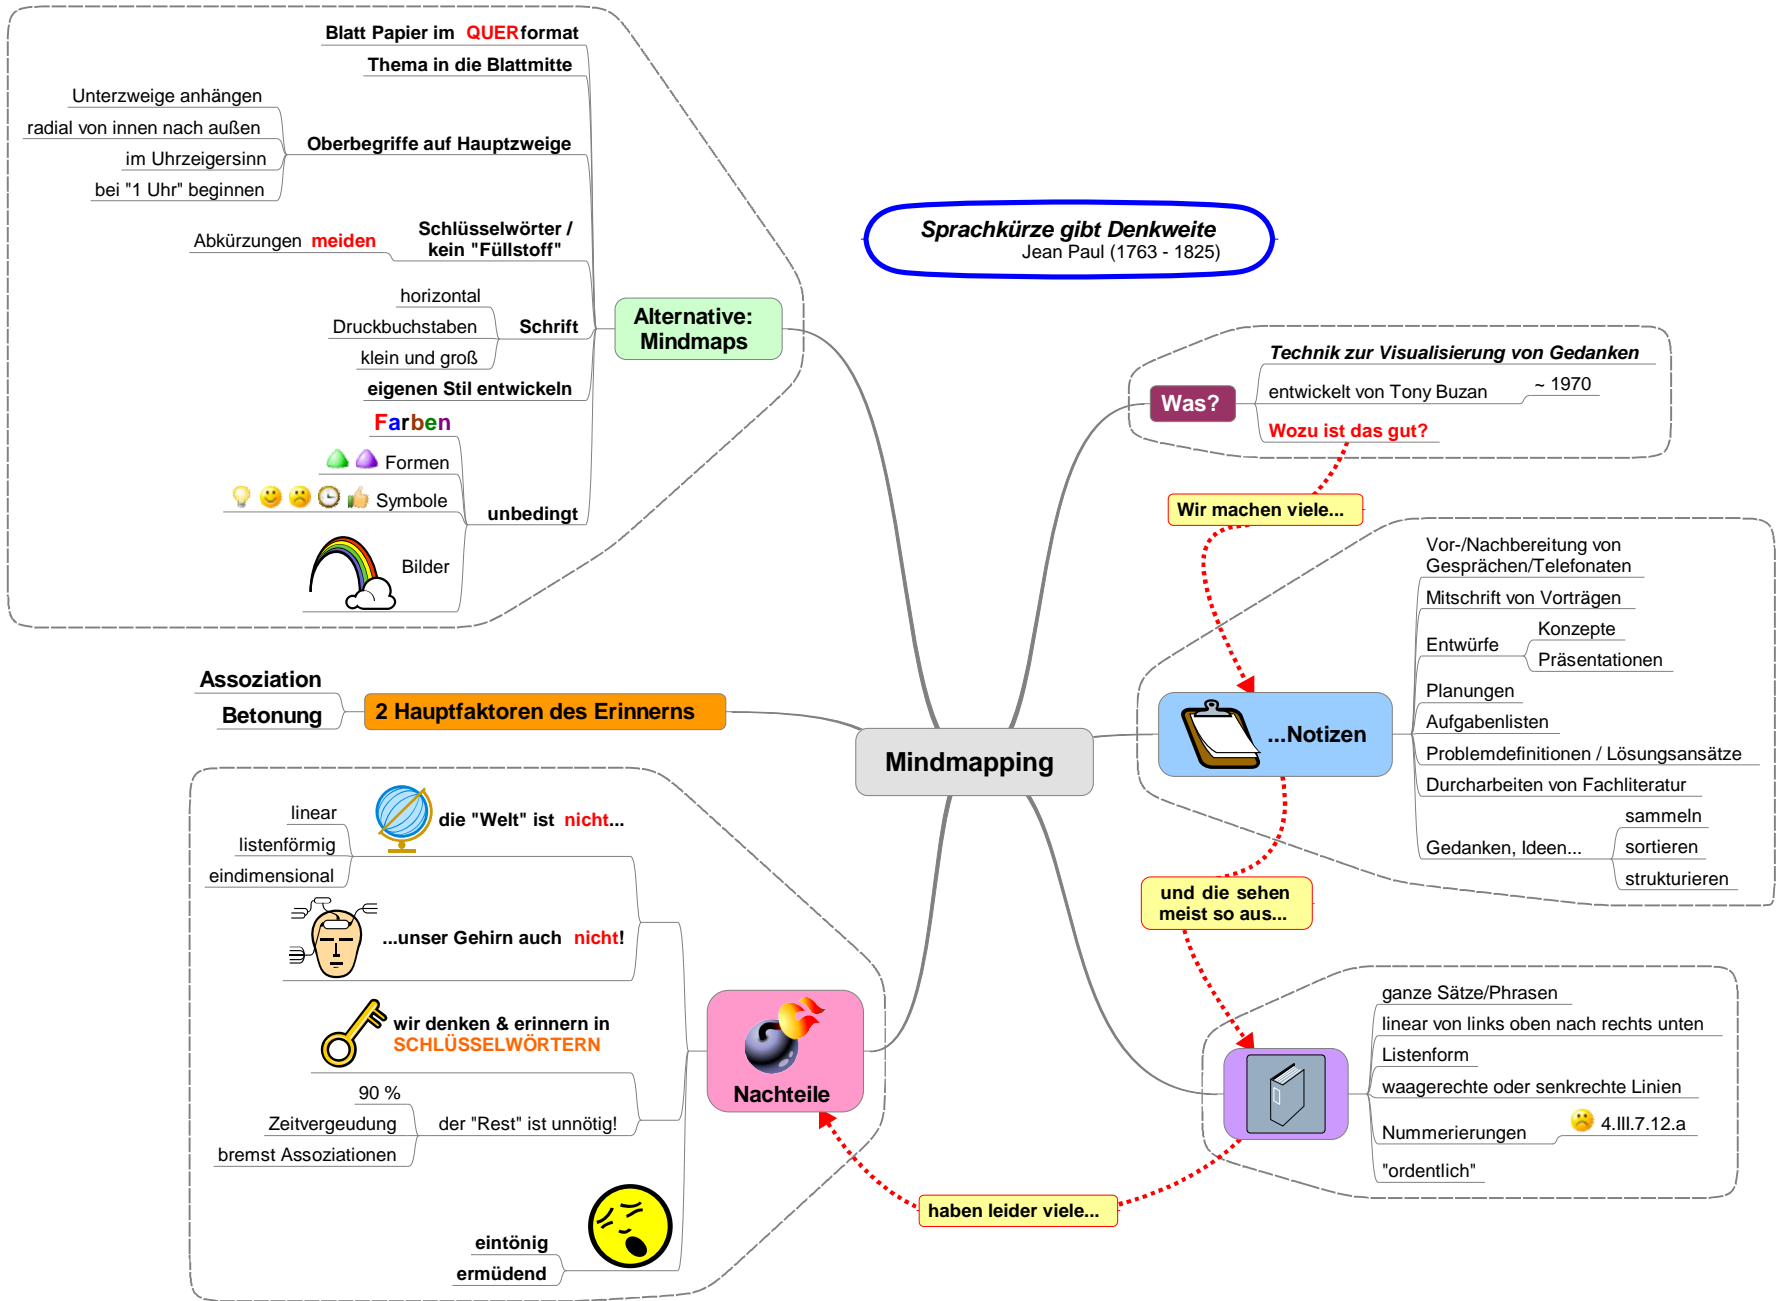 Mindmapping
Sprachkürze gibt Denkweite
Jean Paul (1763 - 1825)
Was?
Technik zur Visualisierung von Gedanken
entwickelt von Tony Buzan
~ 1970
Wozu ist das gut?
Wir machen viele...
...Notizen
Vor-/Nachbereitung von
Gesprächen/Telefonaten
Mitschrift von Vorträgen
Entwürfe
Konzepte
Präsentationen
Planungen
Aufgabenlisten
Problemdefinitionen / Lösungsansätze
Durcharbeiten von Fachliteratur
Gedanken, Ideen...
sammeln
sortieren
strukturieren
und die sehen
meist so aus...
ganze Sätze/Phrasen
linear von links oben nach rechts unten
Listenform
waagerechte oder senkrechte Linien
Nummerierungen
4.III.7.12.a
"ordentlich"
haben leider viele...
Nachteile
die "Welt" ist nicht...
linear
listenförmig
eindimensional
...unser Gehirn auch nicht!
wir denken & erinnern in
SCHLÜSSELWÖRTERN
der "Rest" ist unnötig!
90 %
Zeitvergeudung
bremst Assoziationen
eintönig
ermüdend
2 Hauptfaktoren des Erinnerns
Assoziation
Betonung
Alternative:
Mindmaps
Blatt Papier im QUERformat
Thema in die Blattmitte
Oberbegriffe auf Hauptzweige
Unterzweige anhängen
radial von innen nach außen
im Uhrzeigersinn
bei "1 Uhr" beginnen
Schlüsselwörter /
kein "Füllstoff"
Abkürzungen meiden
Schrift
horizontal
Druckbuchstaben
klein und groß
eigenen Stil entwickeln
unbedingt
Farben
Formen
Symbole
Bilder